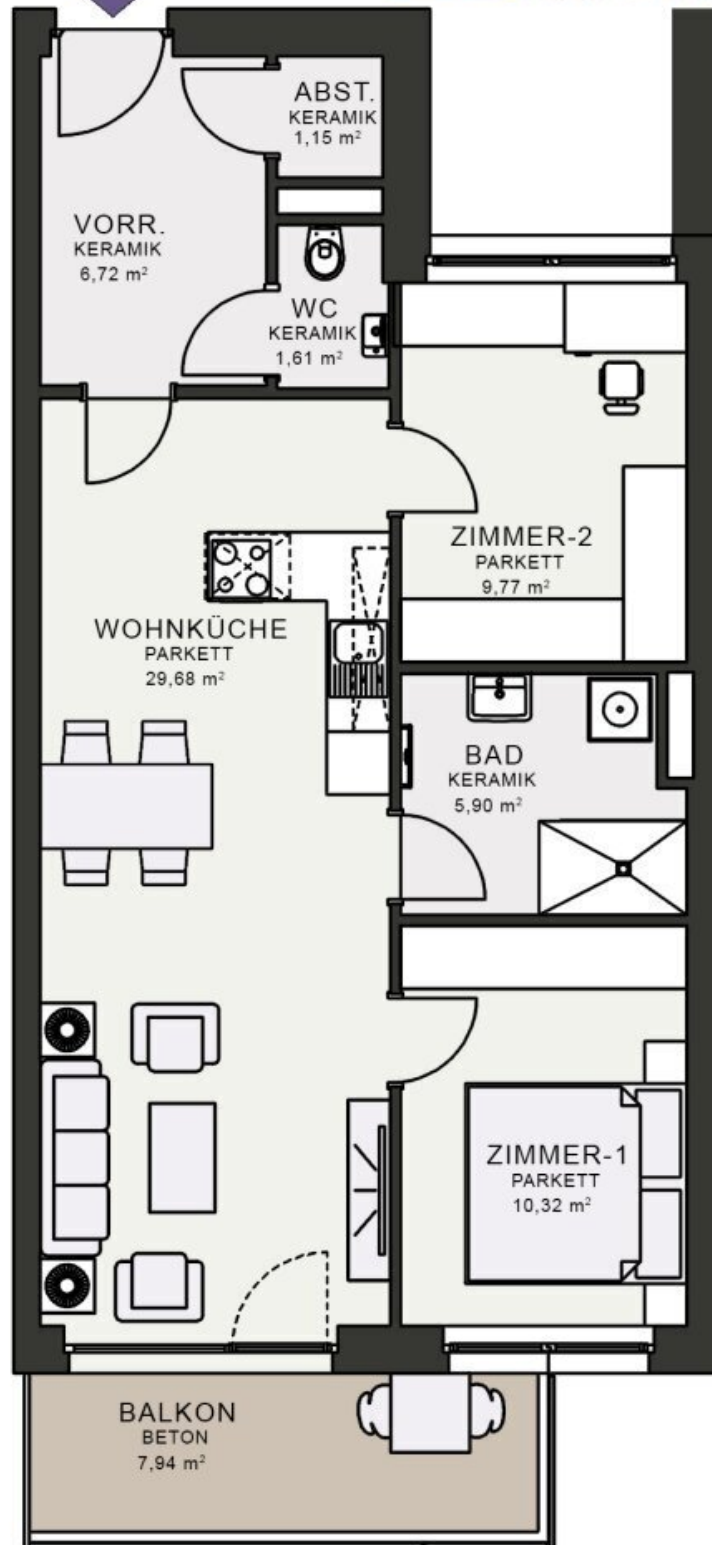 ABST.
KERAMIK
1,15 m²
VORR.
KERAMIK
6,72 m²
WC
KERAMIK
1,61 m²
ZIMMER-2
PARKETT
9,77 m²
WOHNKÜCHE
PARKETT
29,68 m²
BAD
KERAMIK
5,90 m²
ZIMMER-1
PARKETT
10,32 m²
BALKON
BETON
7,94 m²